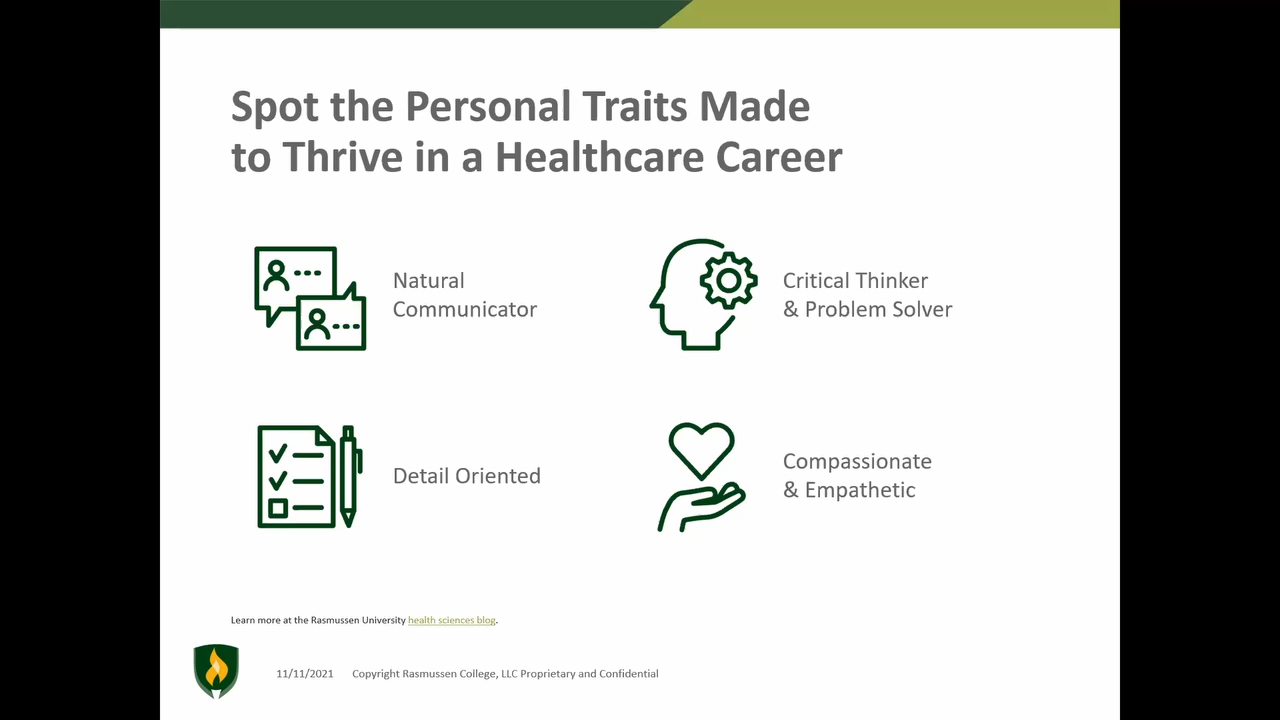 Spot the Personal Traits Made
to Thrive in a Healthcare Career
Natural
Communicator
Critical Thinker
& Problem Solver
Detail Oriented
Compassionate
& Empathetic
Learn more at the Rasmussen University health sciences blog.
11/11/2021 Copyright Rasmussen College, LLC Proprietary and Confidential